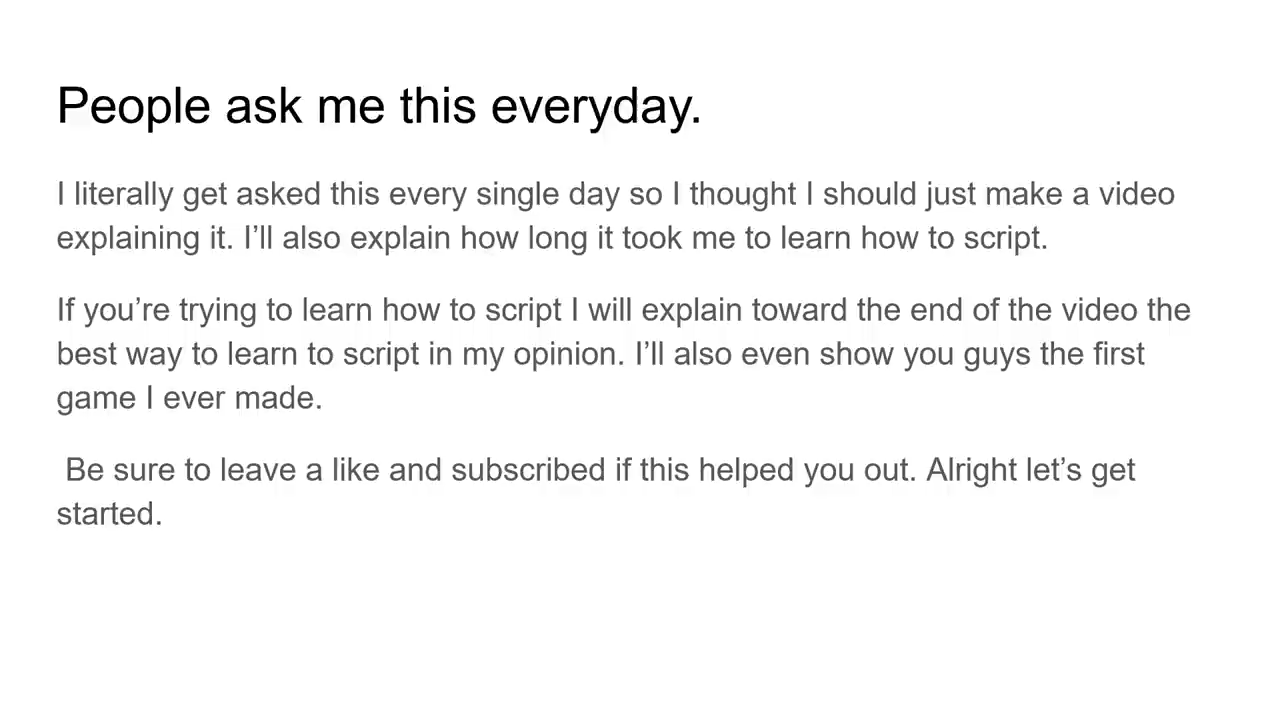 People ask me this everyday.
I literally get asked this every single day so I thought I should just make a video
explaining it. I’ll also explain how long it took me to learn how to script.
If you’re trying to learn how to script I will explain toward the end of the video the
best way to learn to script in my opinion. I’ll also even show you guys the first
game I ever made.
Be sure to leave a like and subscribed if this helped you out. Alright let’s get
started.